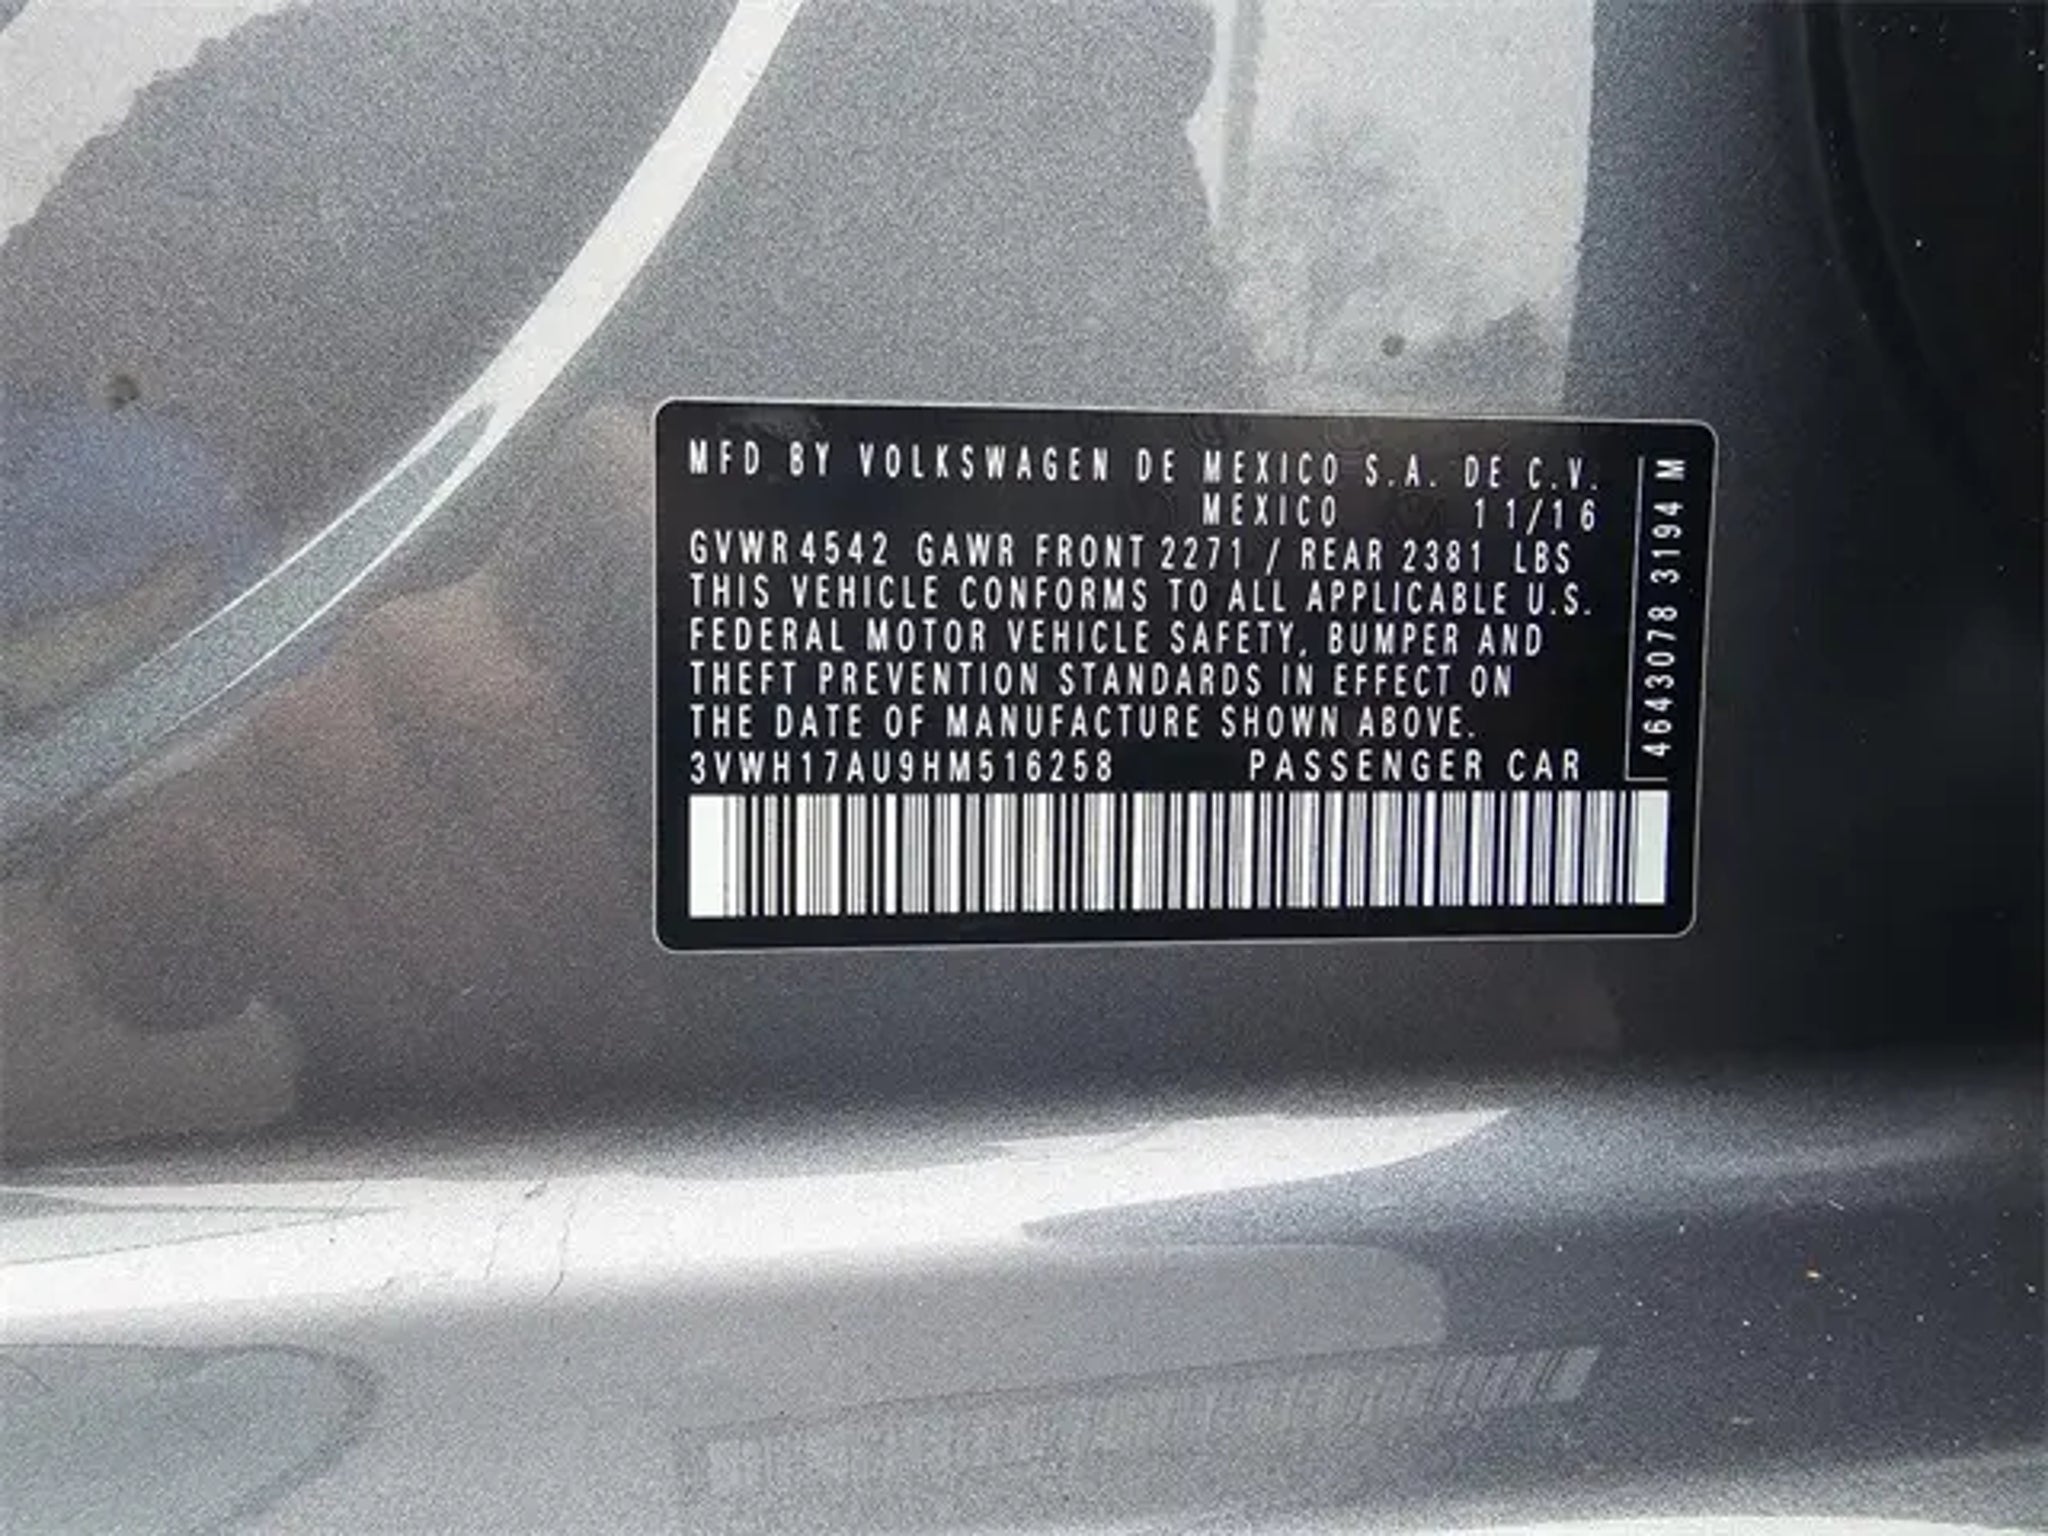 MFD BY VOLKSWAGEN DE MEXICO S.A. DE C.V.
MEXICO 11/16
GVWR 4542 GAWR FRONT 2271 / REAR 2381 LBS
THIS VEHICLE CONFORMS TO ALL APPLICABLE U.S.
FEDERAL MOTOR VEHICLE SAFETY, BUMPER AND
THEFT PREVENTION STANDARDS IN EFFECT ON
THE DATE OF MANUFACTURE SHOWN ABOVE.
3VWH17AU9HM516258 PASSENGER CAR
4643078 3194 M